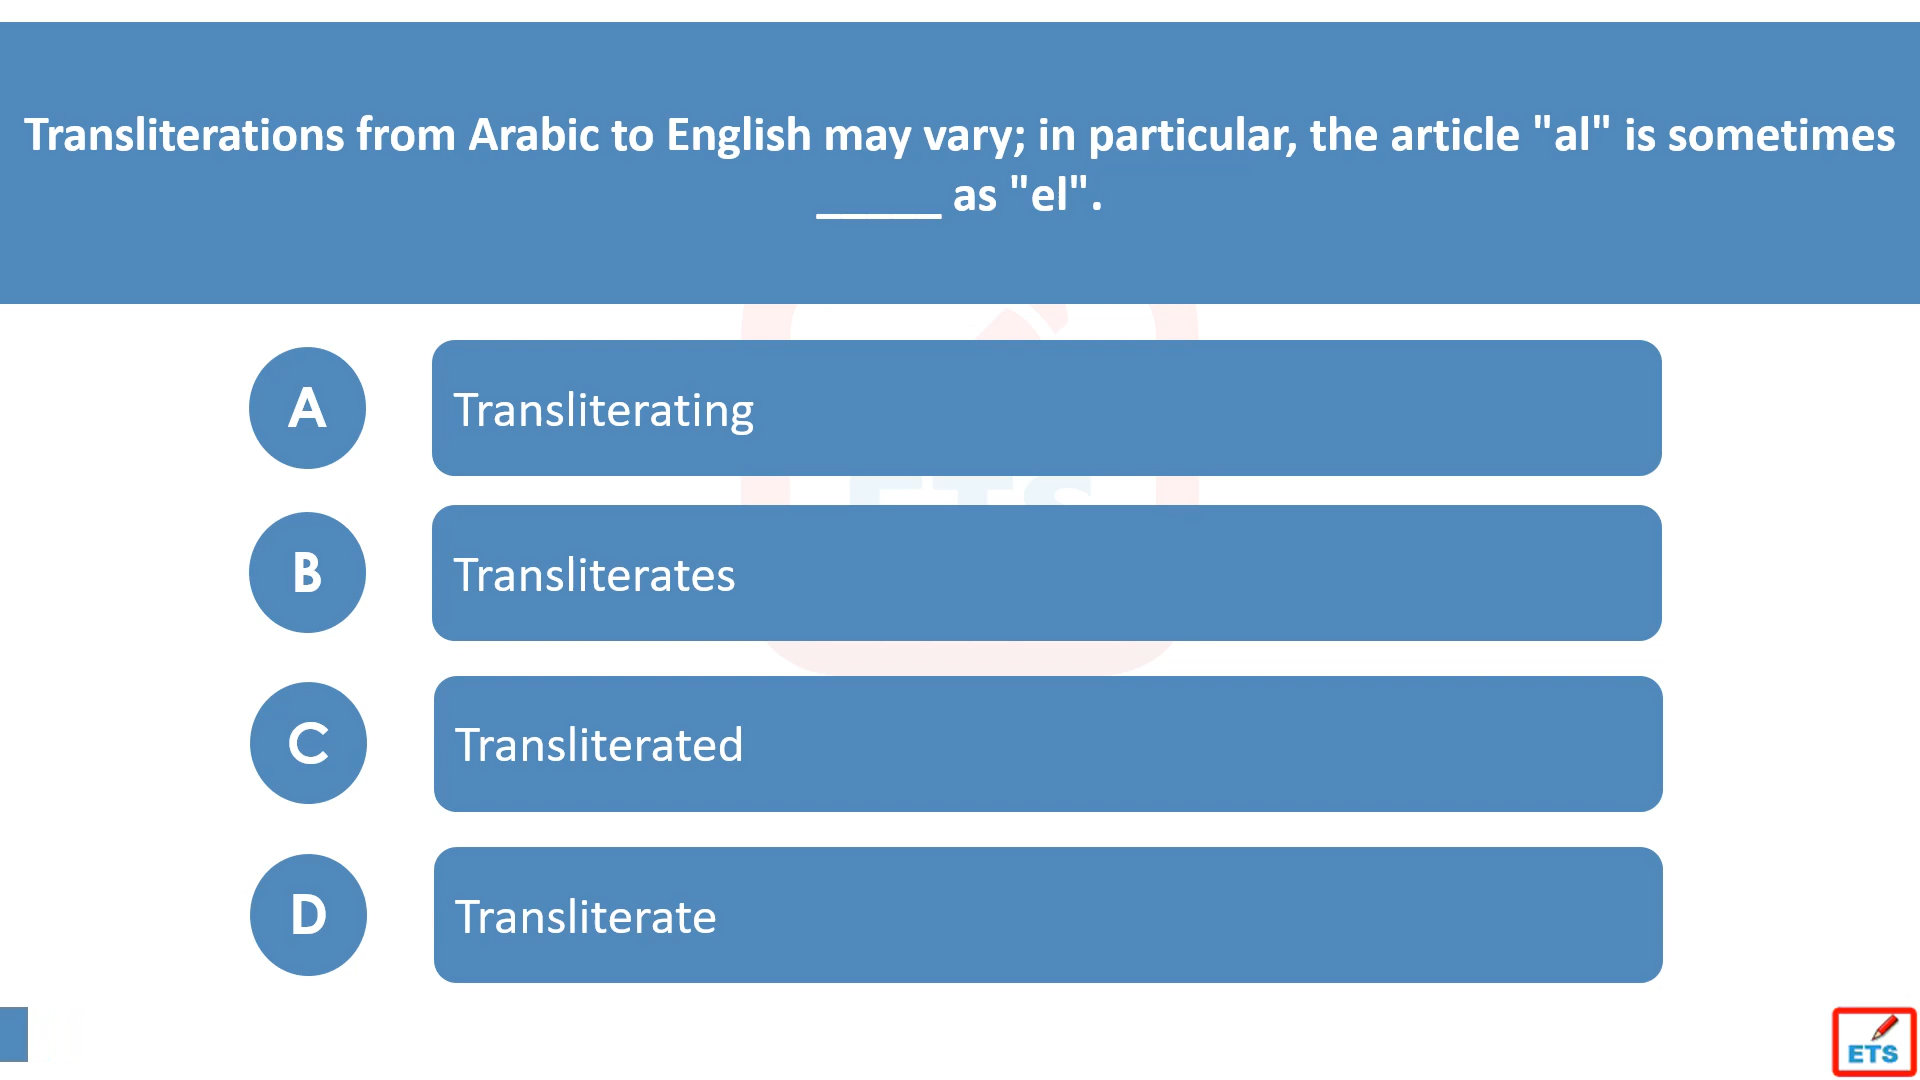 Transliterations from Arabic to English may vary; in particular, the article "al" is sometimes
_____ as "el".
A
Transliterating
ETS
B
Transliterates
C
Transliterated
D
Transliterate
ETS